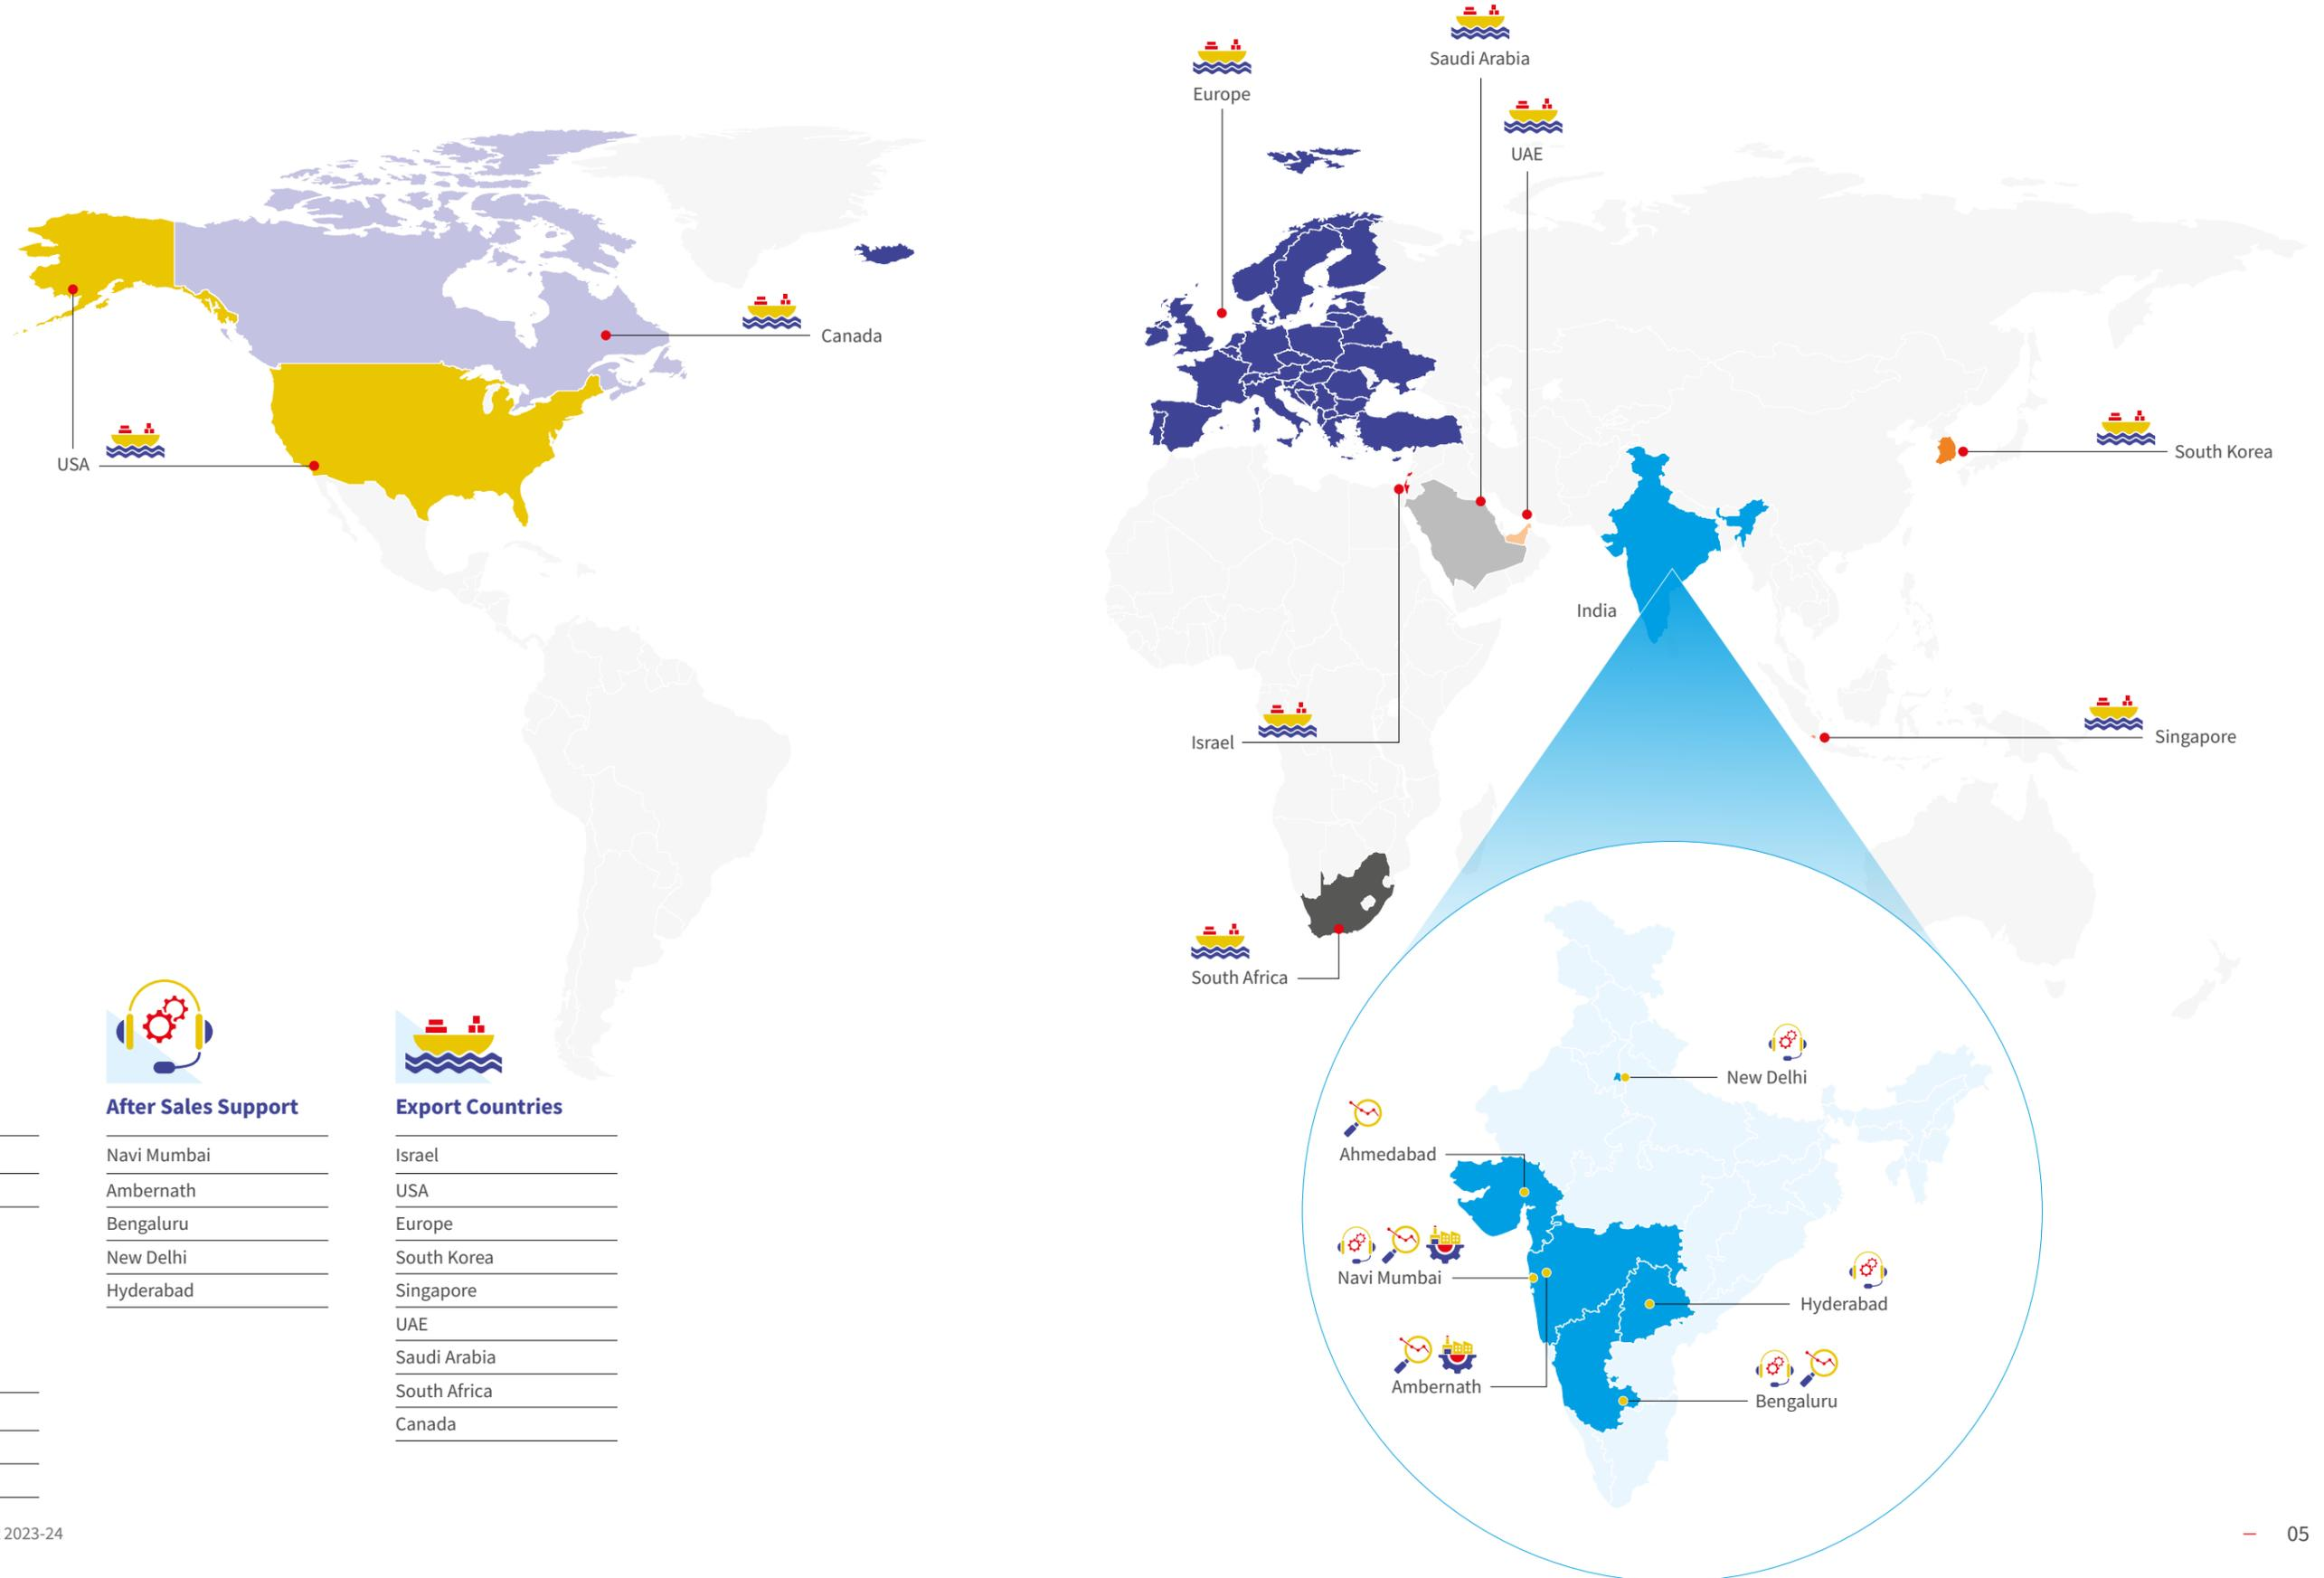 Saudi Arabia
Europe
UAE
Canada
USA
South Korea
India
Israel
Singapore
South Africa
After Sales Support
Navi Mumbai
Ambernath
Bengaluru
New Delhi
Hyderabad
Export Countries
Israel
USA
Europe
South Korea
Singapore
UAE
Saudi Arabia
South Africa
Canada
New Delhi
Ahmedabad
Navi Mumbai
Hyderabad
Ambernath
Bengaluru
2023-24
05